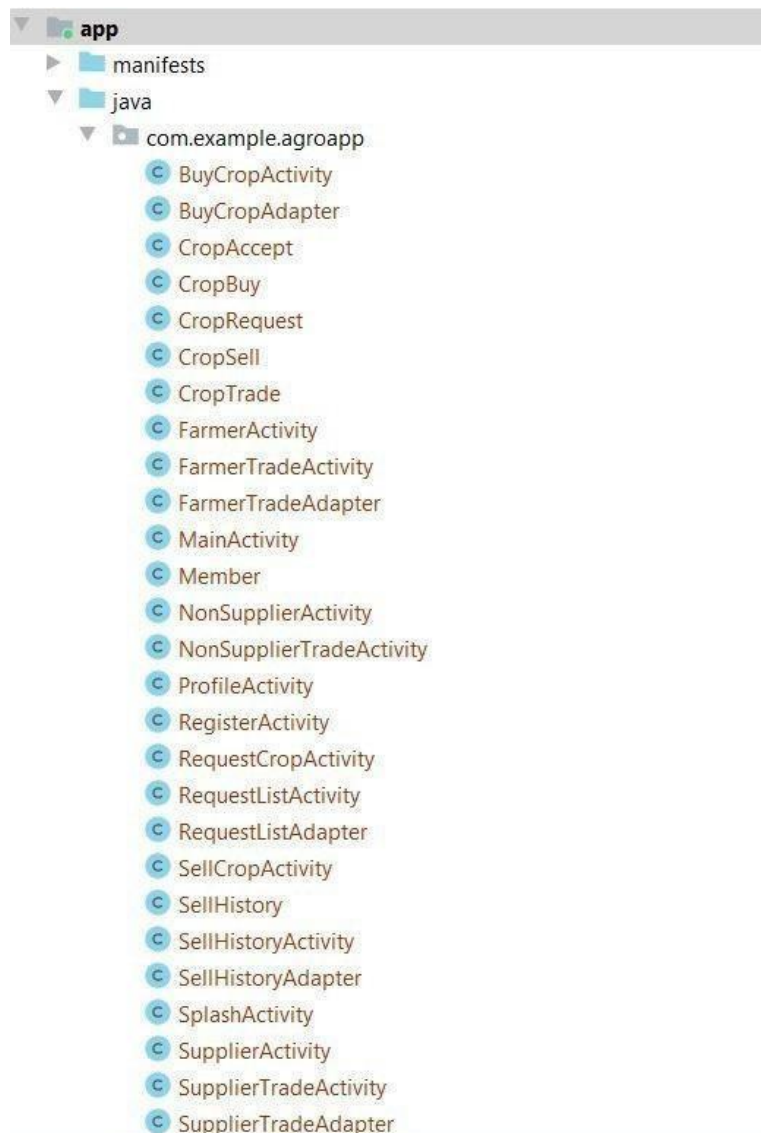 app
manifests
java
com.example.agroapp
C BuyCropActivity
C BuyCropAdapter
C CropAccept
C CropBuy
C CropRequest
C CropSell
C CropTrade
C FarmerActivity
C FarmerTradeActivity
C FarmerTradeAdapter
C MainActivity
C Member
C NonSupplierActivity
C NonSupplierTradeActivity
C ProfileActivity
C RegisterActivity
C RequestCropActivity
C RequestListActivity
C RequestListAdapter
C SellCropActivity
C SellHistory
C SellHistoryActivity
C SellHistoryAdapter
C SplashActivity
C SupplierActivity
C SupplierTradeActivity
C SupplierTradeAdapter